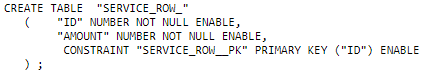 CREATE TABLE  "SERVICE_ROW_"
   (    "ID" NUMBER NOT NULL ENABLE,
        "AMOUNT" NUMBER NOT NULL ENABLE,
         CONSTRAINT "SERVICE_ROW__PK" PRIMARY KEY ("ID") ENABLE
   ) ;